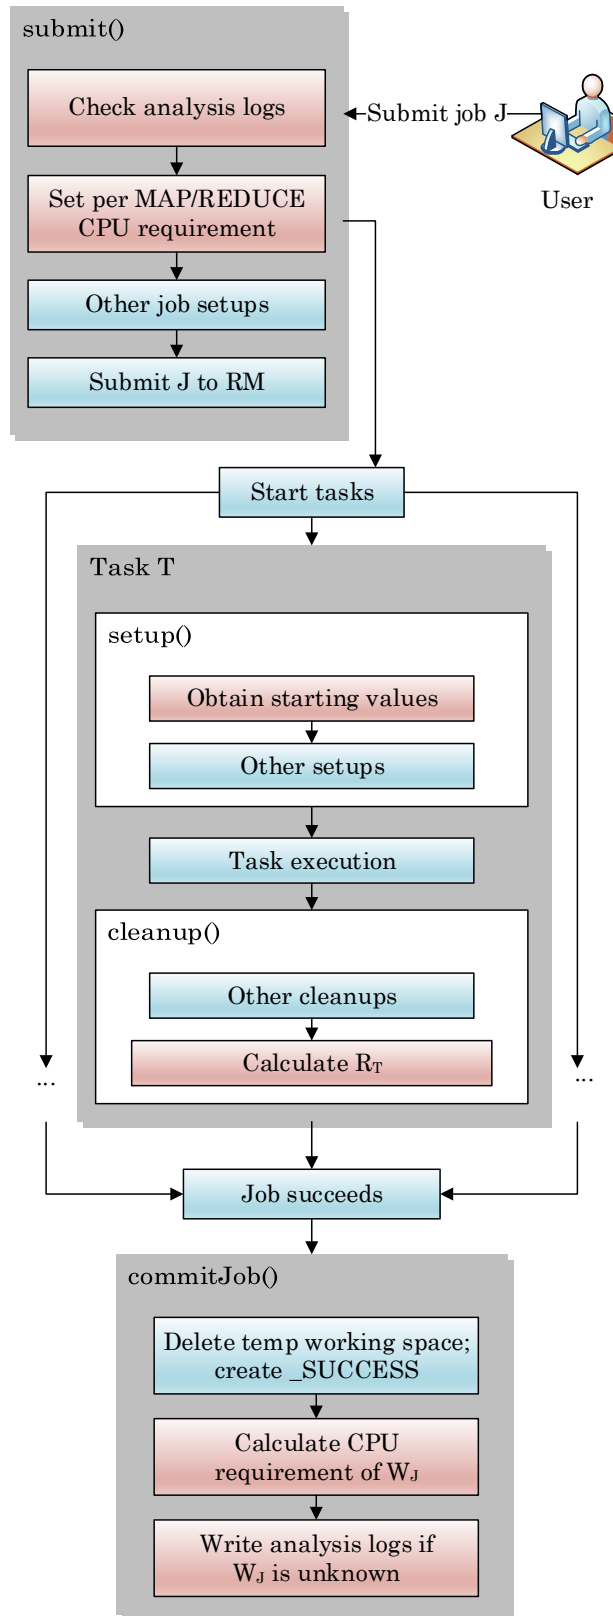 submit()
Check analysis logs
Submit job J
User
Set per MAP/REDUCE
CPU requirement
Other job setups
Submit J to RM
Start tasks
Task T
setup()
Obtain starting values
Other setups
Task execution
cleanup()
Other cleanups
Calculate RT
...
...
Job succeeds
commitJob()
Delete temp working space;
create _SUCCESS
Calculate CPU
requirement of WJ
Write analysis logs if
WJ is unknown